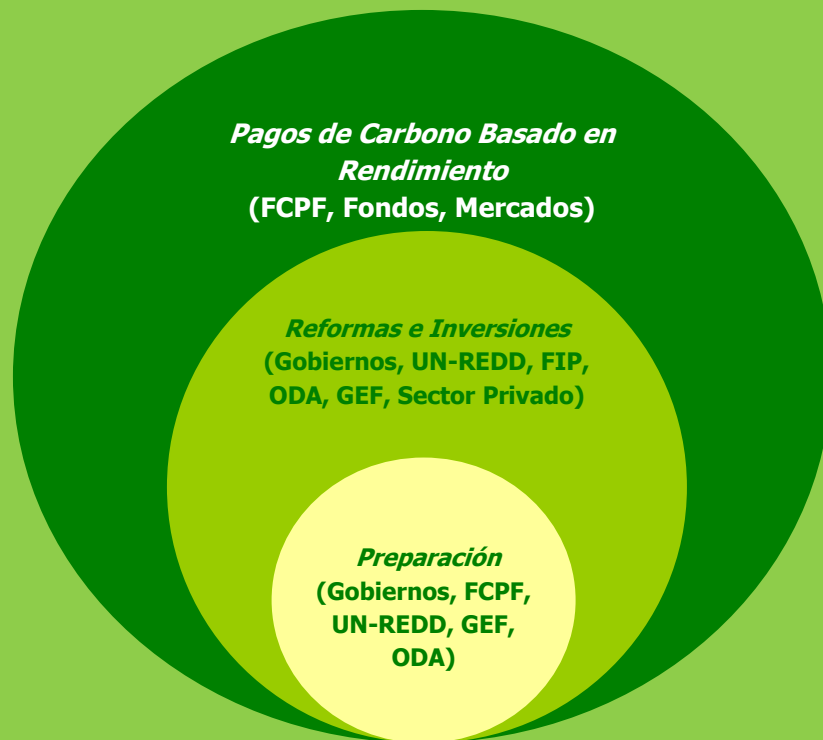 Pagos de Carbono Basado en
Rendimiento
(FCPF, Fondos, Mercados)
Reformas e Inversiones
(Gobiernos, UN-REDD, FIP,
ODA, GEF, Sector Privado)
Preparación
(Gobiernos, FCPF,
UN-REDD, GEF,
ODA)